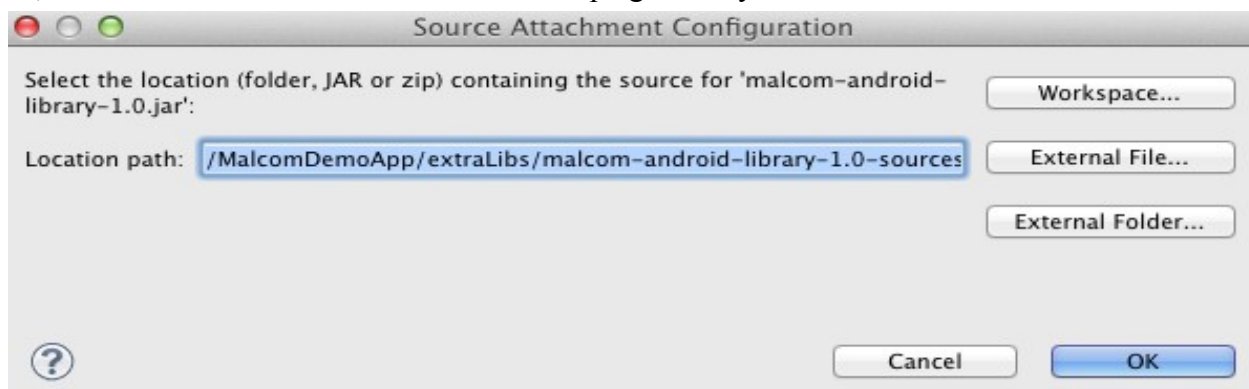 Source Attachment Configuration
Select the location (folder, JAR or zip) containing the source for 'malcom-android-
library-1.0.jar':
Workspace...
Location path: /MalcomDemoApp/extraLibs/malcom-android-library-1.0-sources
External File...
External Folder...
?
Cancel
OK